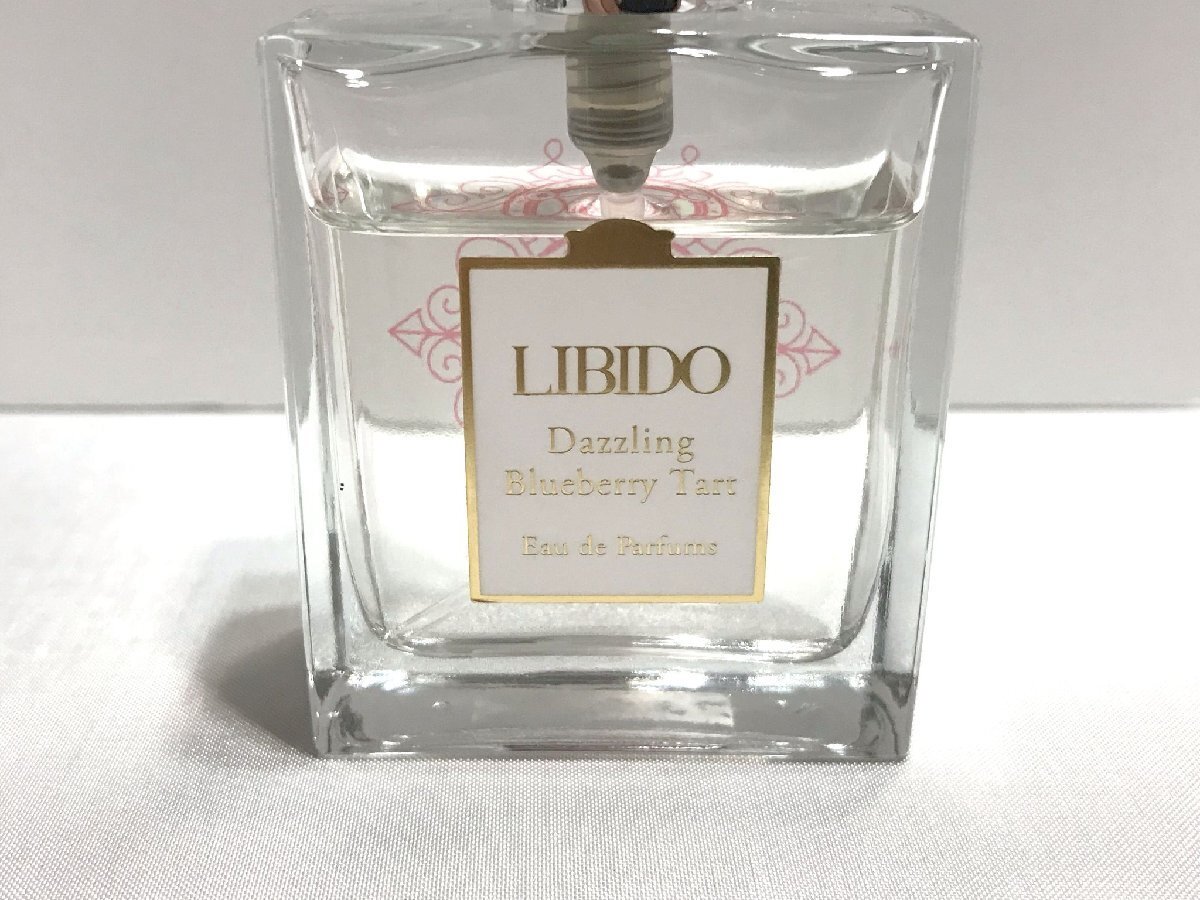 LIBIDO
Dazzling
Blueberry Tart
Eau de Parfums